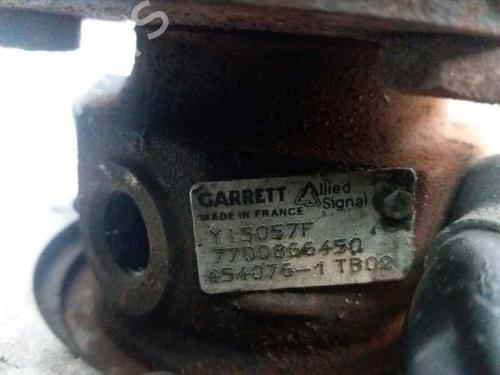 GARRETT Allied Signal
MADE IN FRANCE
Y15057F
7700866450
454076-1 TB02